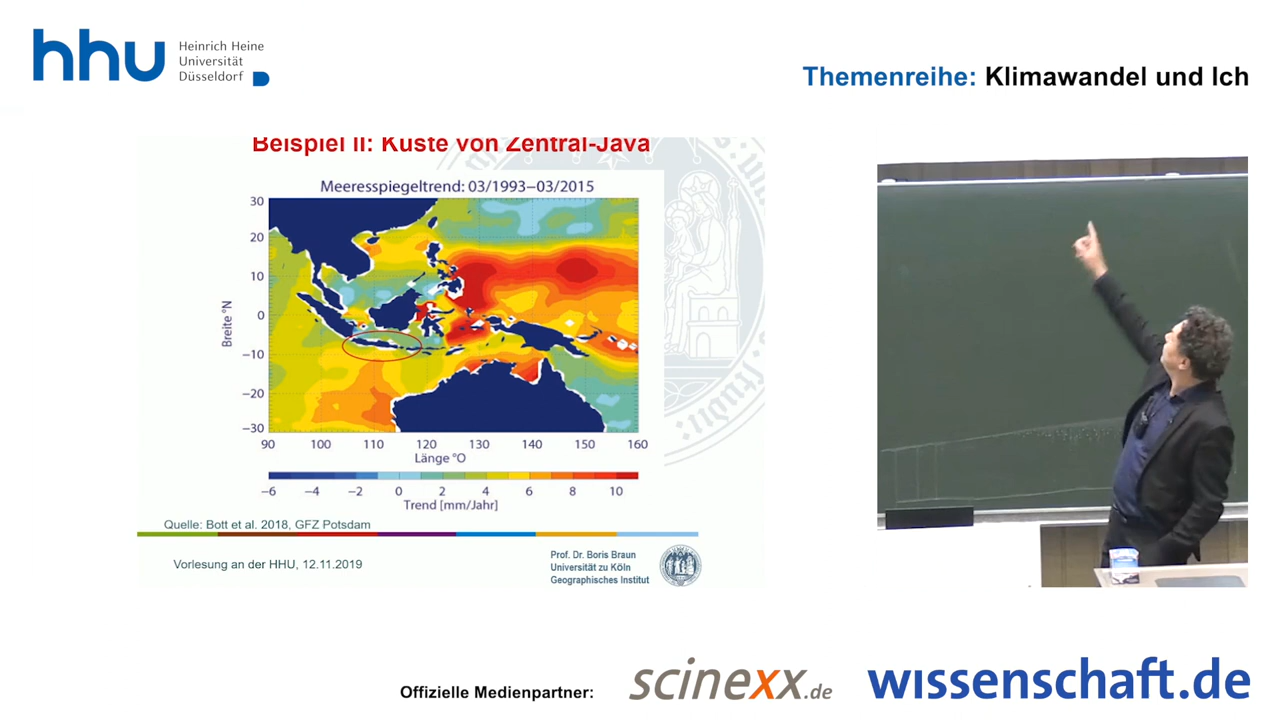 hhu
Heinrich Heine
Universität
Düsseldorf
Themenreihe: Klimawandel und Ich
Beispiel II: Küste von Zentral-Java
Meeresspiegeltrend: 03/1993–03/2015
30
20
10
0
−10
−20
−30
Breite °N
90 100 110 120 130 140 150 160
Länge °O
−6 −4 −2 0 2 4 6 8 10
Trend [mm/Jahr]
Quelle: Bott et al. 2018, GFZ Potsdam
Vorlesung an der HHU, 12.11.2019
Prof. Dr. Boris Braun
Universität zu Köln
Geographisches Institut
Offizielle Medienpartner:
scinexx.de
wissenschaft.de